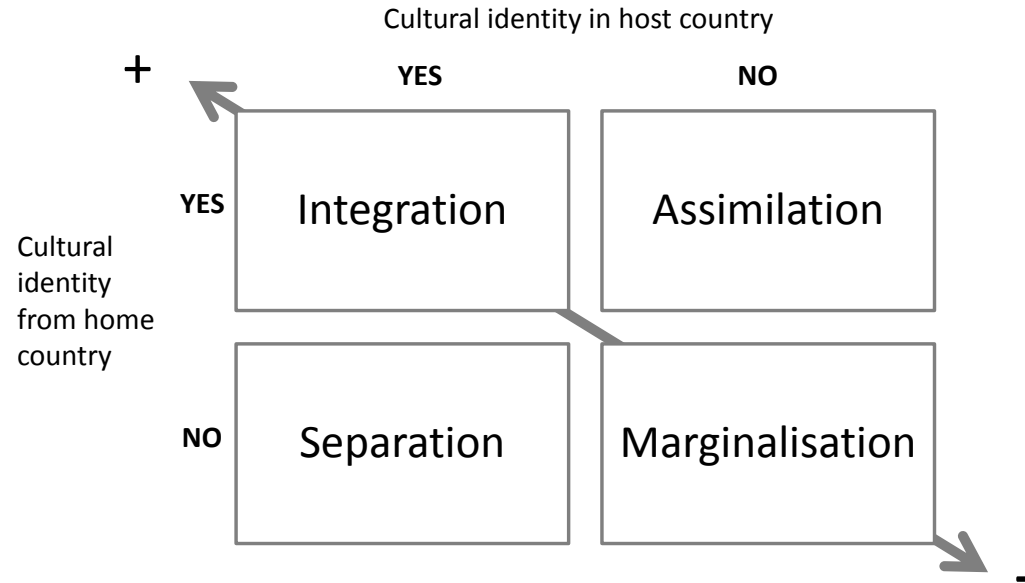 Cultural identity in host country
+
YES
NO
YES
Integration
Assimilation
Cultural
identity
from home
country
NO
Separation
Marginalisation
-